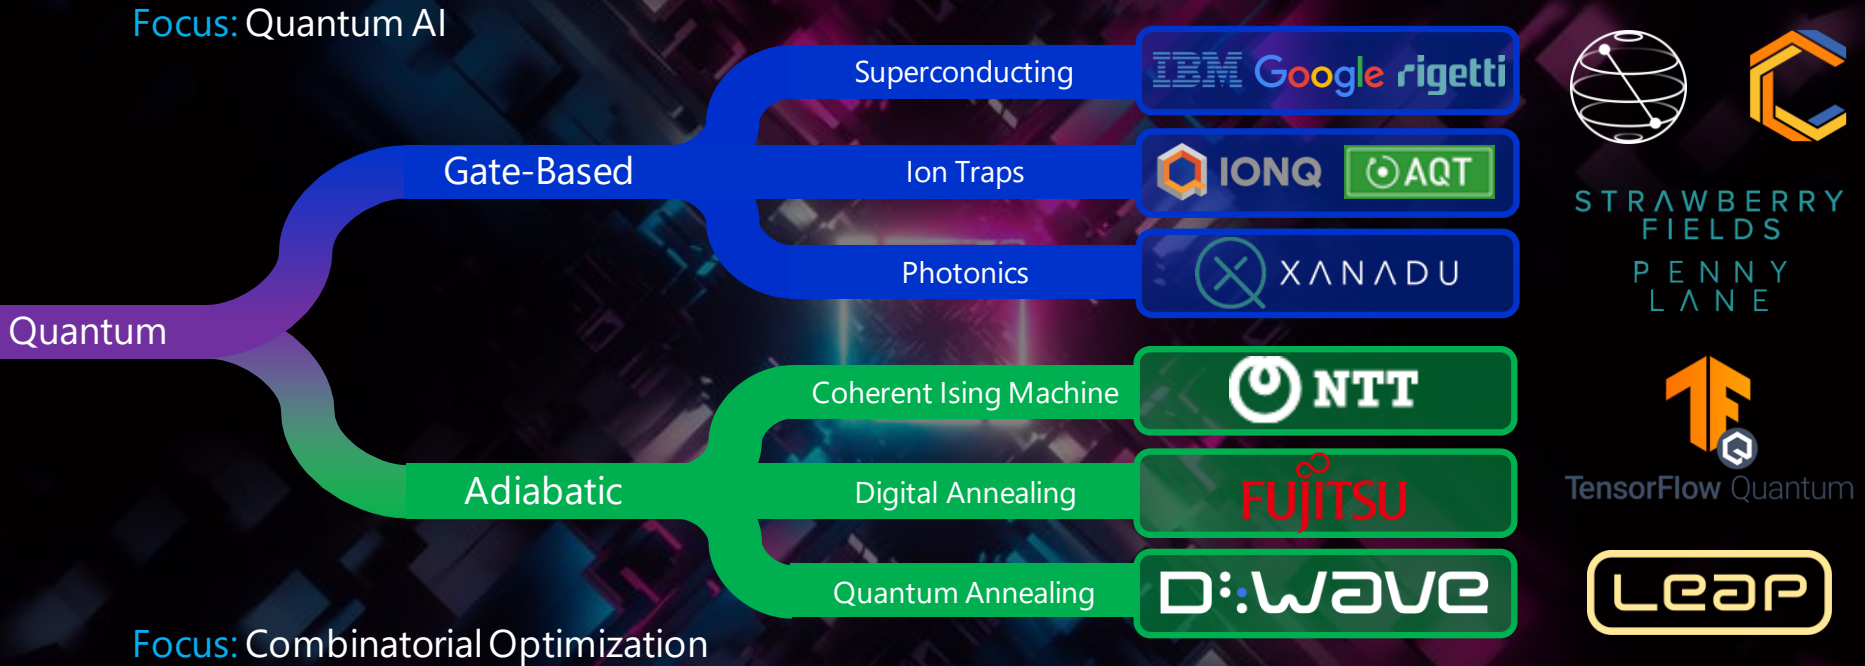 Focus: Quantum AI
Superconducting
IBM Google rigetti
Gate-Based
Ion Traps
IONQ AQT
Photonics
XANADU
Quantum
Coherent Ising Machine
NTT
Adiabatic
Digital Annealing
FUJITSU
Quantum Annealing
D:wave
Focus: Combinatorial Optimization
STRAWBERRY
FIELDS
PENNY
LANE
TensorFlow Quantum
Leap